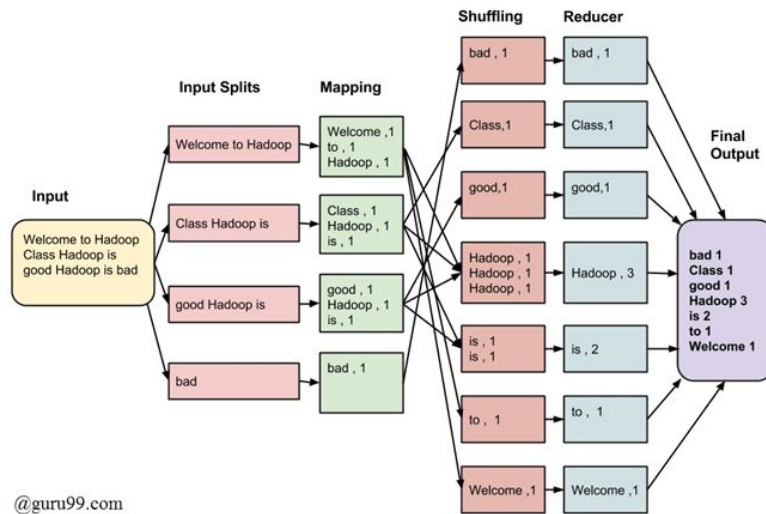 Shuffling
Reducer
Input Splits
Mapping
Final
Output
Input
Welcome to Hadoop
Class Hadoop is
good Hadoop is bad
Welcome to Hadoop
Class Hadoop is
good Hadoop is
bad
Welcome ,1
to , 1
Hadoop , 1
Class , 1
Hadoop , 1
is , 1
good , 1
Hadoop , 1
is , 1
bad , 1
bad , 1
Class,1
good,1
Hadoop , 1
Hadoop , 1
Hadoop , 1
is , 1
is , 1
to , 1
Welcome ,1
bad , 1
Class,1
good,1
Hadoop , 3
is , 2
to , 1
Welcome ,1
bad 1
Class 1
good 1
Hadoop 3
is 2
to 1
Welcome 1
@guru99.com